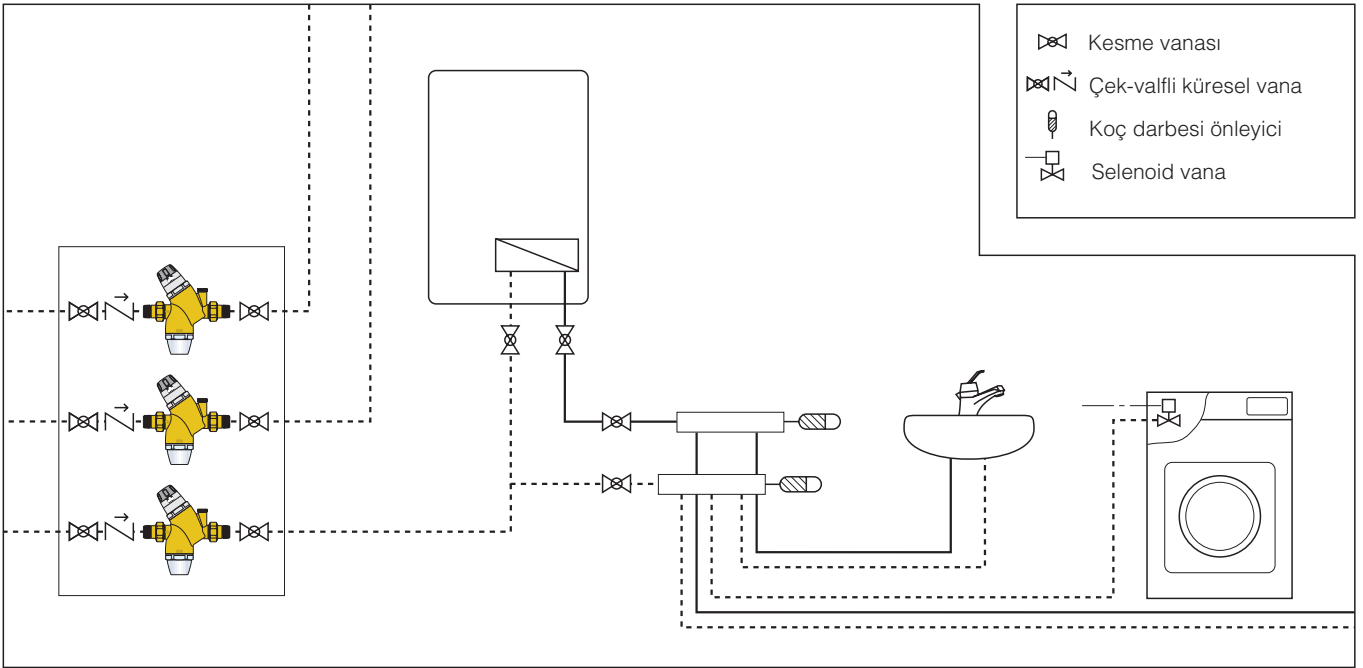 Kesme vanası
Çek-valfli küresel vana
Koç darbesi önleyici
Selenoid vana